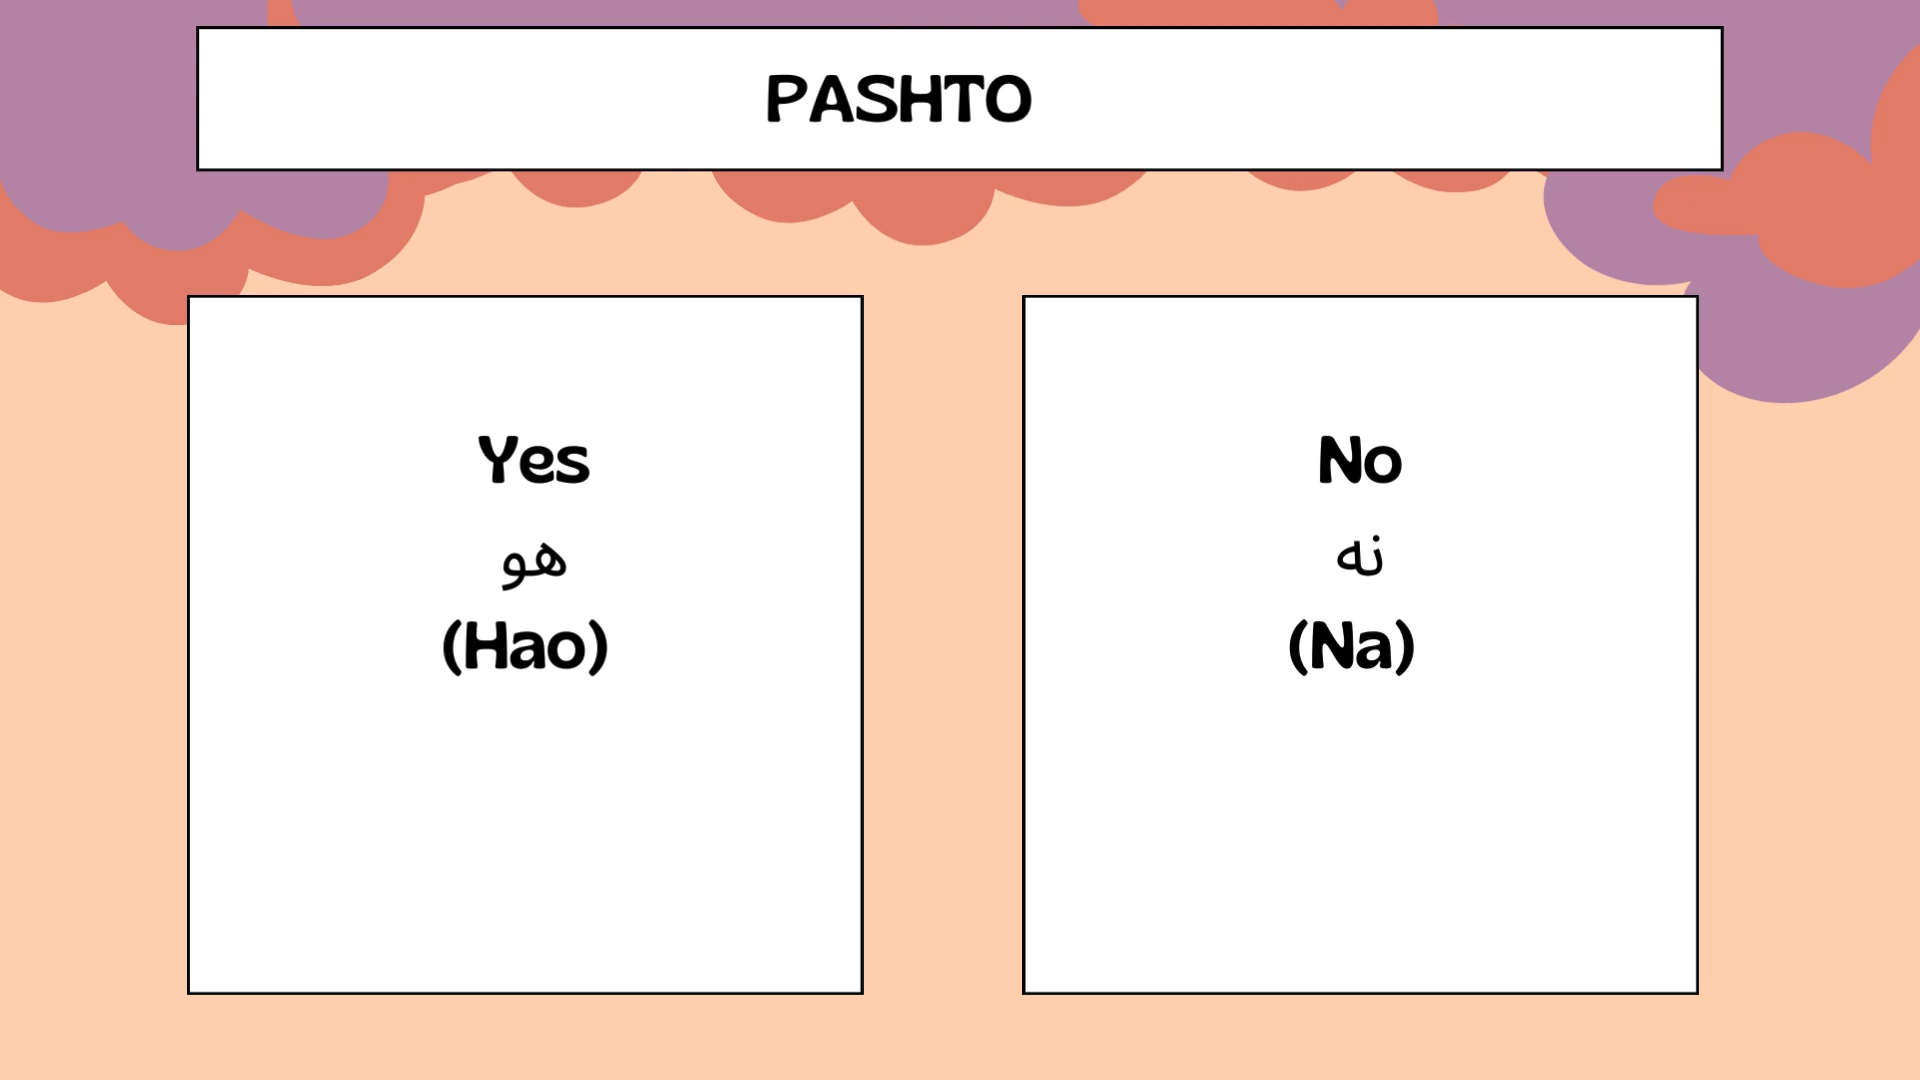 PASHTO
Yes
هو
(Hao)
No
نه
(Na)